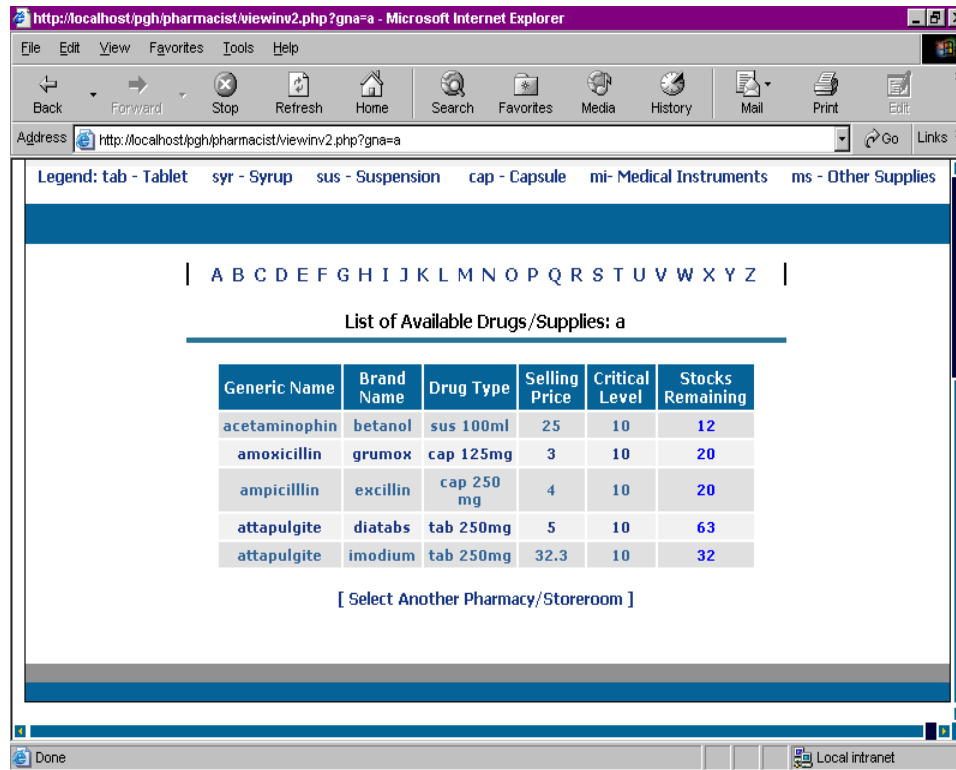 http://localhost/pgh/pharmacist/viewinv2.php?gna=a - Microsoft Internet Explorer
File Edit View Favorites Tools Help
Back Forward Stop Refresh Home Search Favorites Media History Mail Print Edit
Address http://localhost/pgh/pharmacist/viewinv2.php?gna=a Go Links
Legend: tab - Tablet syr - Syrup sus - Suspension cap - Capsule mi- Medical Instruments ms - Other Supplies
| A B C D E F G H I J K L M N O P Q R S T U V W X Y Z |
List of Available Drugs/Supplies: a
Generic Name Brand Name Drug Type Selling Price Critical Level Stocks Remaining
acetaminophin betanol sus 100ml 25 10 12
amoxicillin grumox cap 125mg 3 10 20
ampicilllin excillin cap 250 mg 4 10 20
attapulgite diatabs tab 250mg 5 10 63
attapulgite imodium tab 250mg 32.3 10 32
[ Select Another Pharmacy/Storeroom ]
Done Local intranet